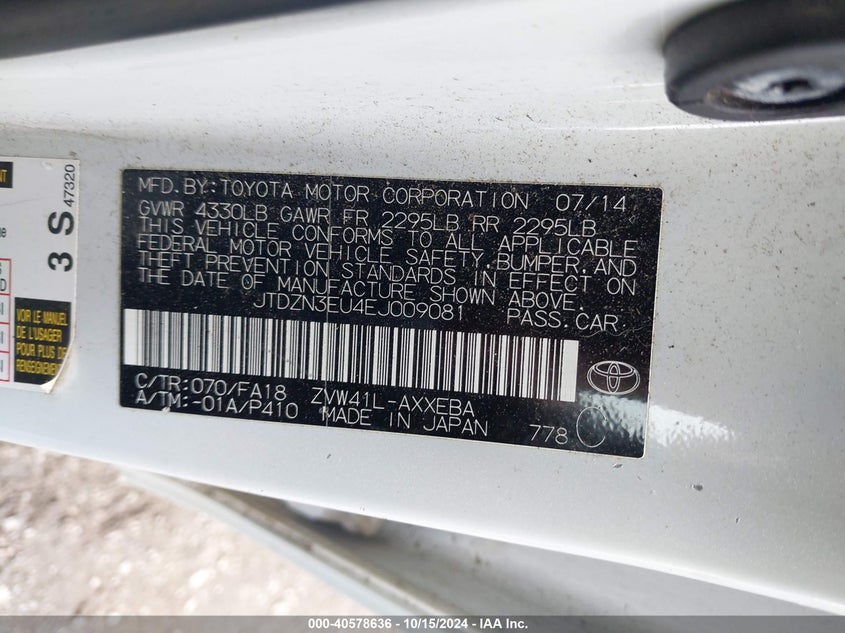 MFD.BY:TOYOTA MOTOR CORPORATION 07/14
GVWR 4330LB GAWR FR 2295LB RR 2295LB
THIS VEHICLE CONFORMS TO ALL APPLICABLE
FEDERAL MOTOR VEHICLE SAFETY,BUMPER,AND
THEFT PREVENTION STANDARDS IN EFFECT ON
THE DATE OF MANUFACTURE SHOWN ABOVE.
JTDZN3EU4EJ009081 PASS.CAR
C/TR:070/FA18 ZVW41L-AXXEBA
A/TM:-01A/P410 MADE IN JAPAN 778 C
3 S 47320
VOIR LE MANUEL
DE L'USAGER
POUR PLUS DE
RENSEIGNEMENT
000-40578636 - 10/15/2024 - © IAA Inc.